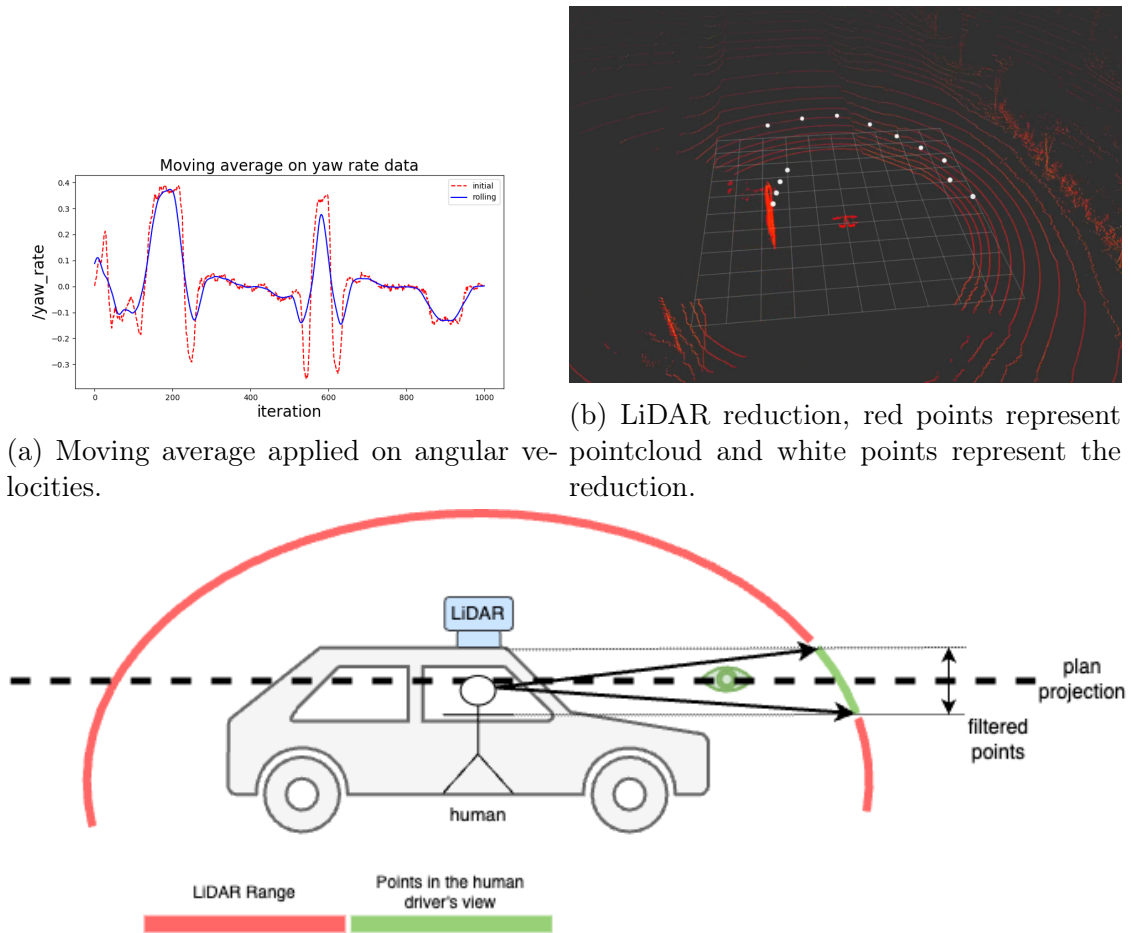 Moving average on yaw rate data
0.4
0.3
0.2
0.1
0.0
−0.1
−0.2
−0.3
/yaw_rate
initial
rolling
0
200
400
600
800
1000
iteration
(a) Moving average applied on angular ve-
locities.
(b) LiDAR reduction, red points represent
pointcloud and white points represent the
reduction.
LiDAR
plan
projection
filtered
points
human
LiDAR Range
Points in the human
driver's view